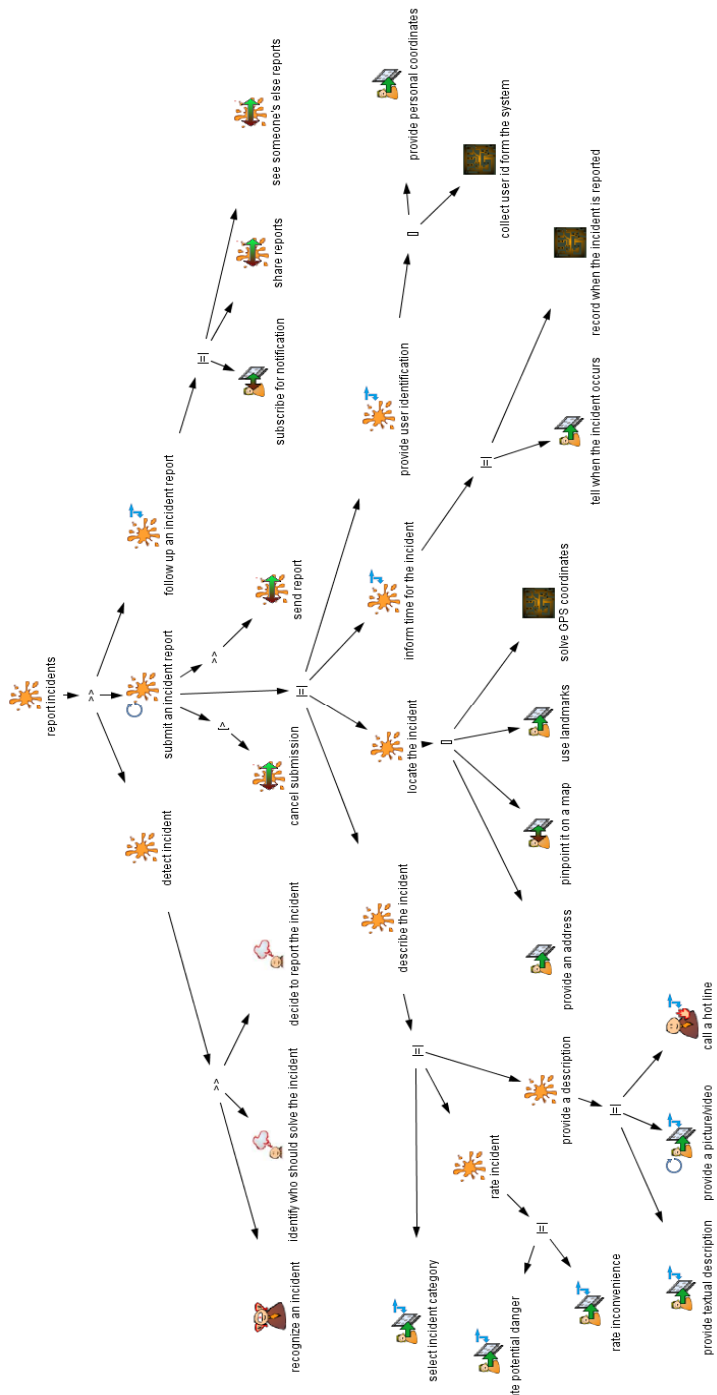 report incidents
>>
detect incident
submit an incident report
follow up an incident report
>>
recognize an incident
identify who should solve the incident
decide to report the incident
[>
cancel submission
>>
send report
|=|
subscribe for notification
share reports
see someone's else reports
|=|
describe the incident
locate the incident
inform time for the incident
provide user identification
|=|
select incident category
rate incident
provide a description
|=|
te potential danger
rate inconvenience
|=|
provide textual description
provide a picture/video
call a hot line
[]
provide an address
pinpoint it on a map
use landmarks
solve GPS coordinates
|=|
tell when the incident occurs
record when the incident is reported
[]
provide personal coordinates
collect user id form the system